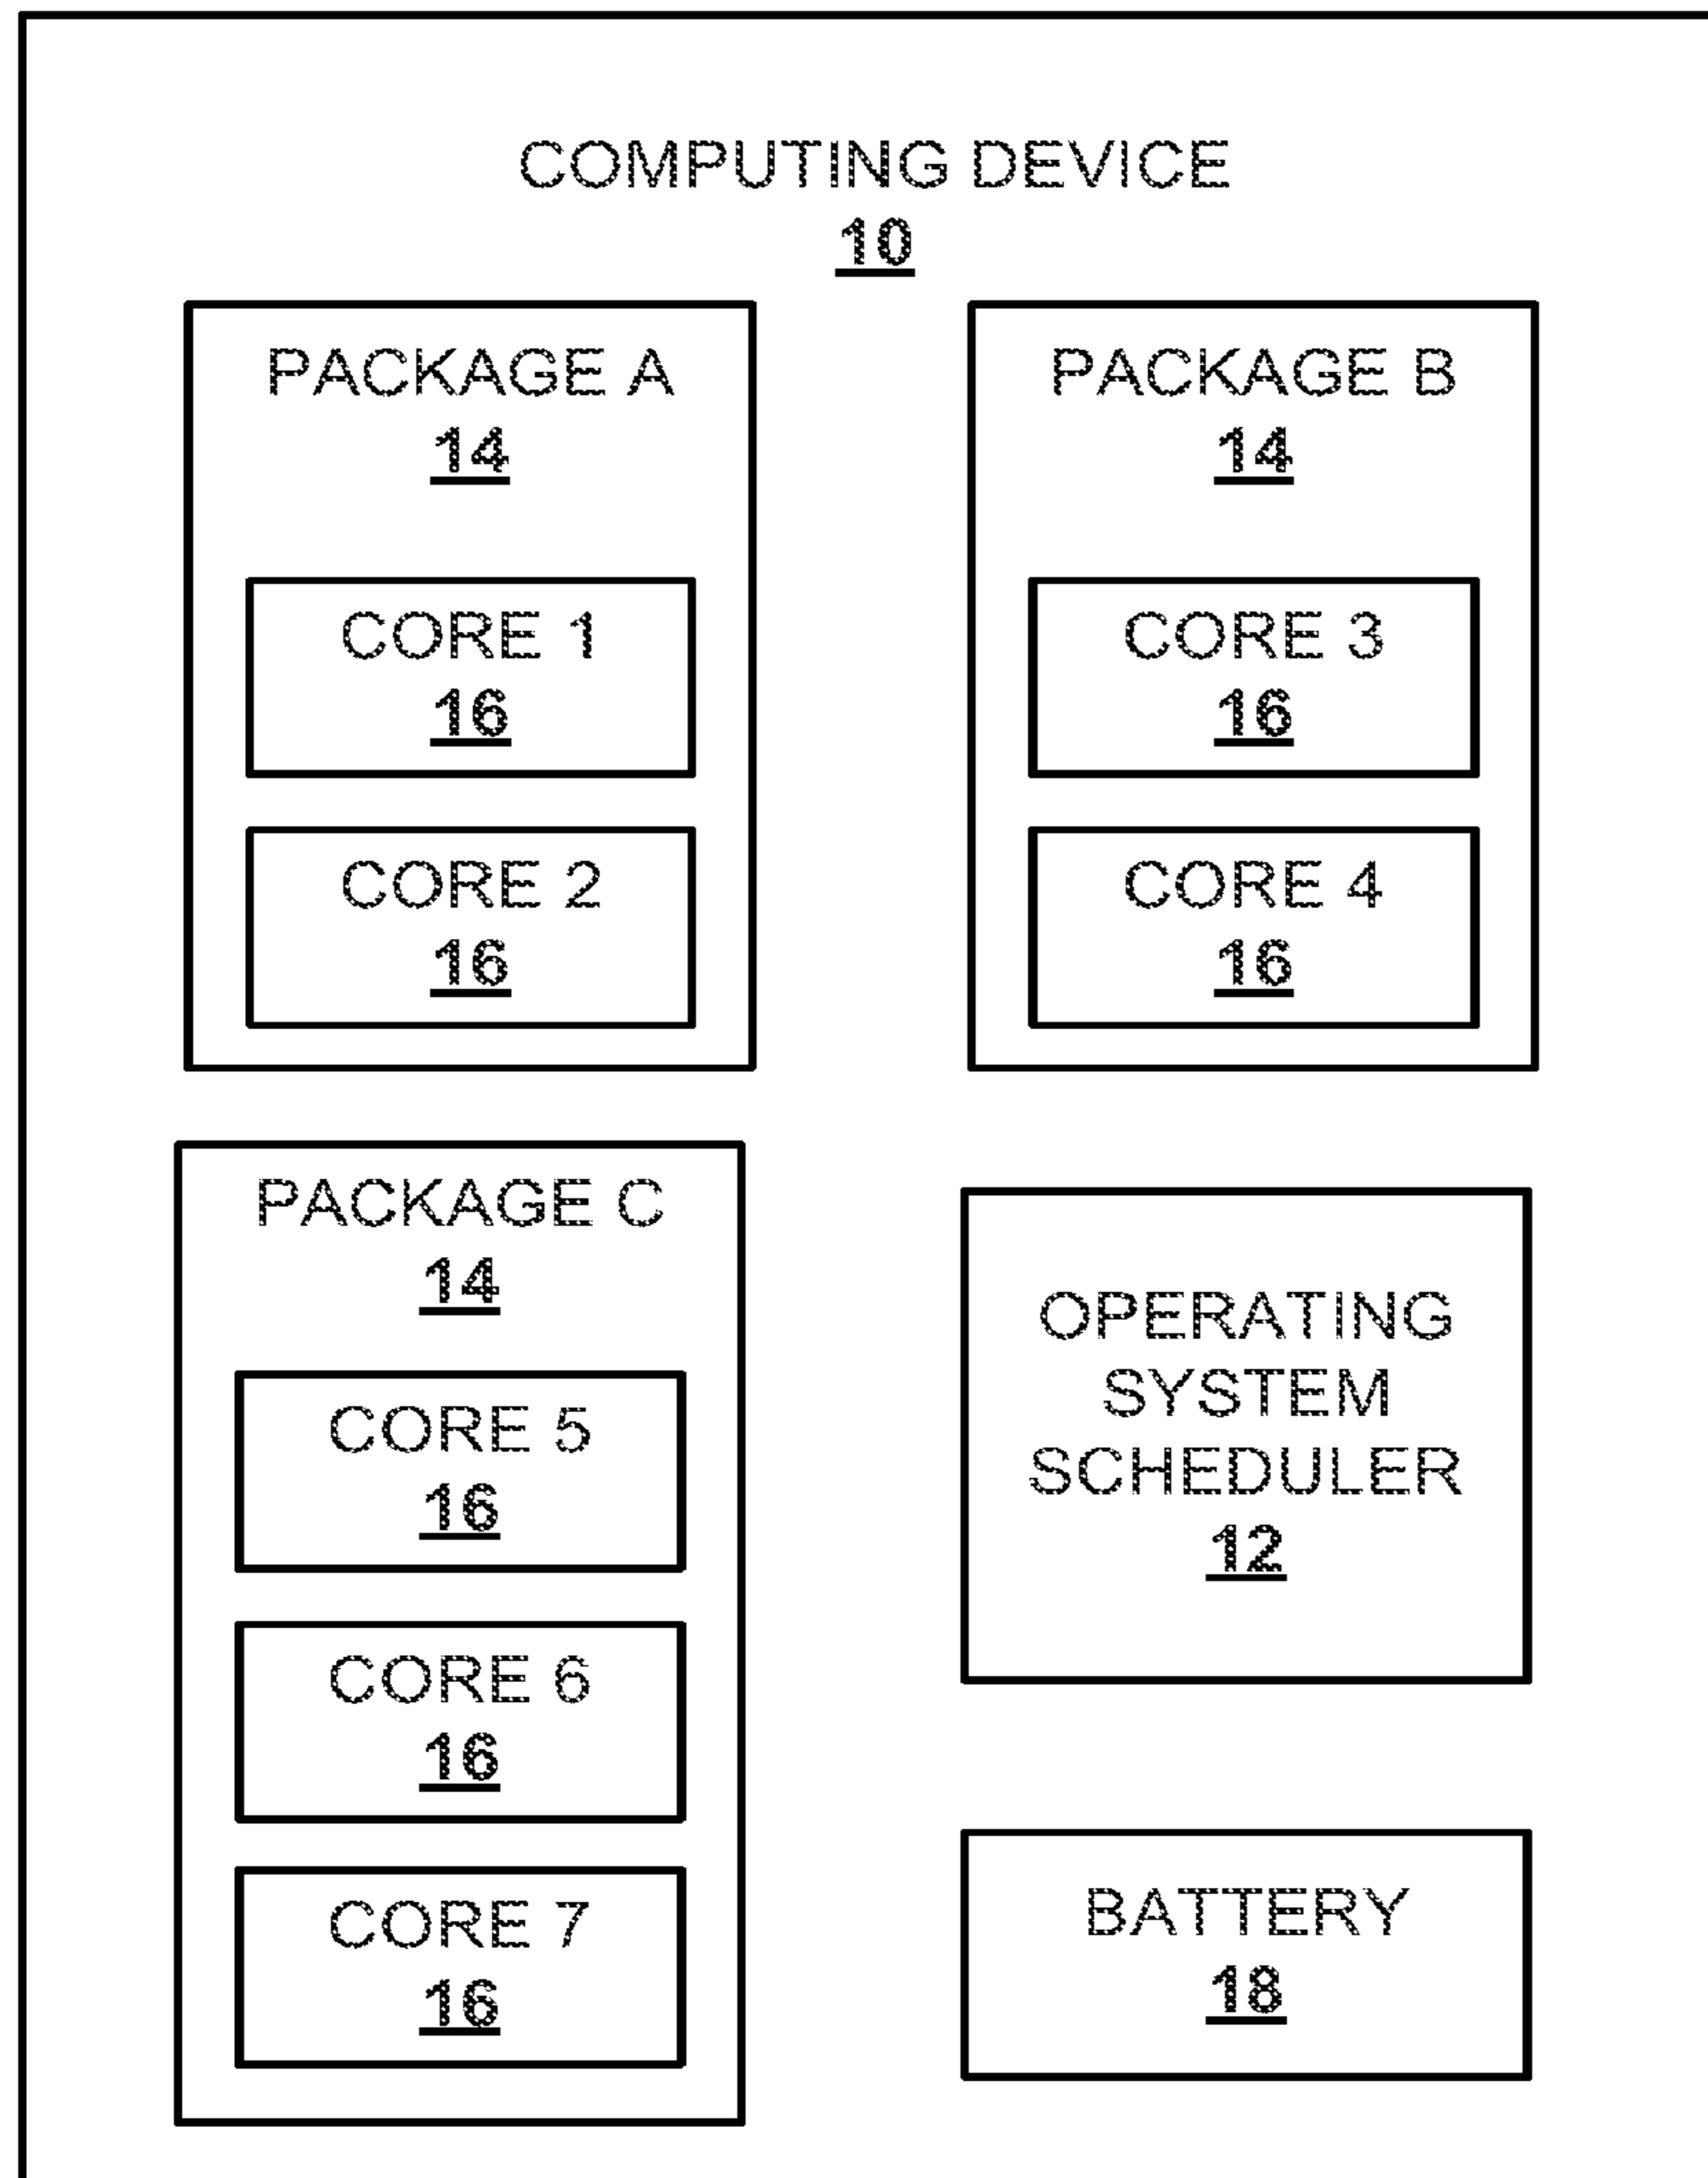 COMPUTING DEVICE
10
PACKAGE A
14
CORE 1
16
CORE 2
16
PACKAGE B
14
CORE 3
16
CORE 4
16
PACKAGE C
14
CORE 5
16
CORE 6
16
CORE 7
16
OPERATING
SYSTEM
SCHEDULER
12
BATTERY
18